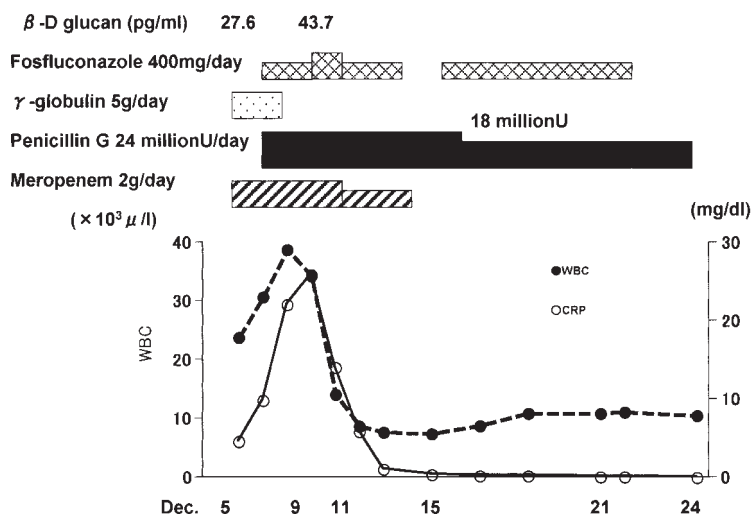 β-D glucan (pg/ml) 27.6 43.7
Fosfluconazole 400mg/day
γ-globulin 5g/day
18 millionU
Penicillin G 24 millionU/day
Meropenem 2g/day
(×10³ μ/l) (mg/dl)
40 30
WBC
30
CRP
20
WBC
20
10
10
0 0
Dec. 5 9 11 15 21 24